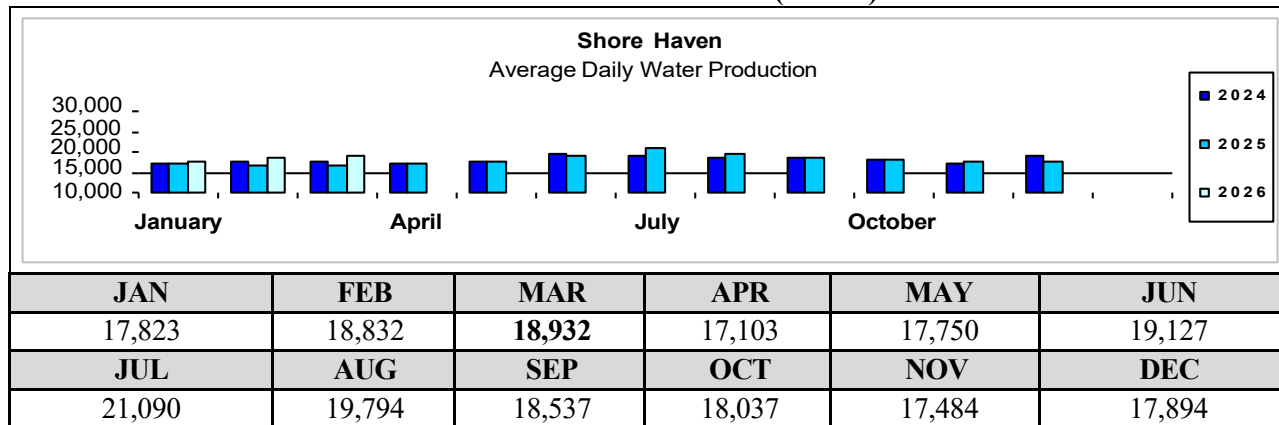 Shore Haven
Average Daily Water Production
30,000
25,000
20,000
15,000
10,000
January April July October
2024
2025
2026
JAN FEB MAR APR MAY JUN
17,823 18,832 18,932 17,103 17,750 19,127
JUL AUG SEP OCT NOV DEC
21,090 19,794 18,537 18,037 17,484 17,894